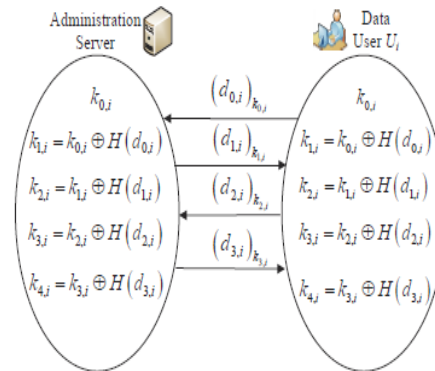 Administration
Server
Data
User U_i
k_{0,i}
k_{1,i} = k_{0,i} ⊕ H(d_{0,i})
k_{2,i} = k_{1,i} ⊕ H(d_{1,i})
k_{3,i} = k_{2,i} ⊕ H(d_{2,i})
k_{4,i} = k_{3,i} ⊕ H(d_{3,i})
(d_{0,i})_{k_{0,i}}
(d_{1,i})_{k_{1,i}}
(d_{2,i})_{k_{2,i}}
(d_{3,i})_{k_{3,i}}
k_{0,i}
k_{1,i} = k_{0,i} ⊕ H(d_{0,i})
k_{2,i} = k_{1,i} ⊕ H(d_{1,i})
k_{3,i} = k_{2,i} ⊕ H(d_{2,i})
k_{4,i} = k_{3,i} ⊕ H(d_{3,i})